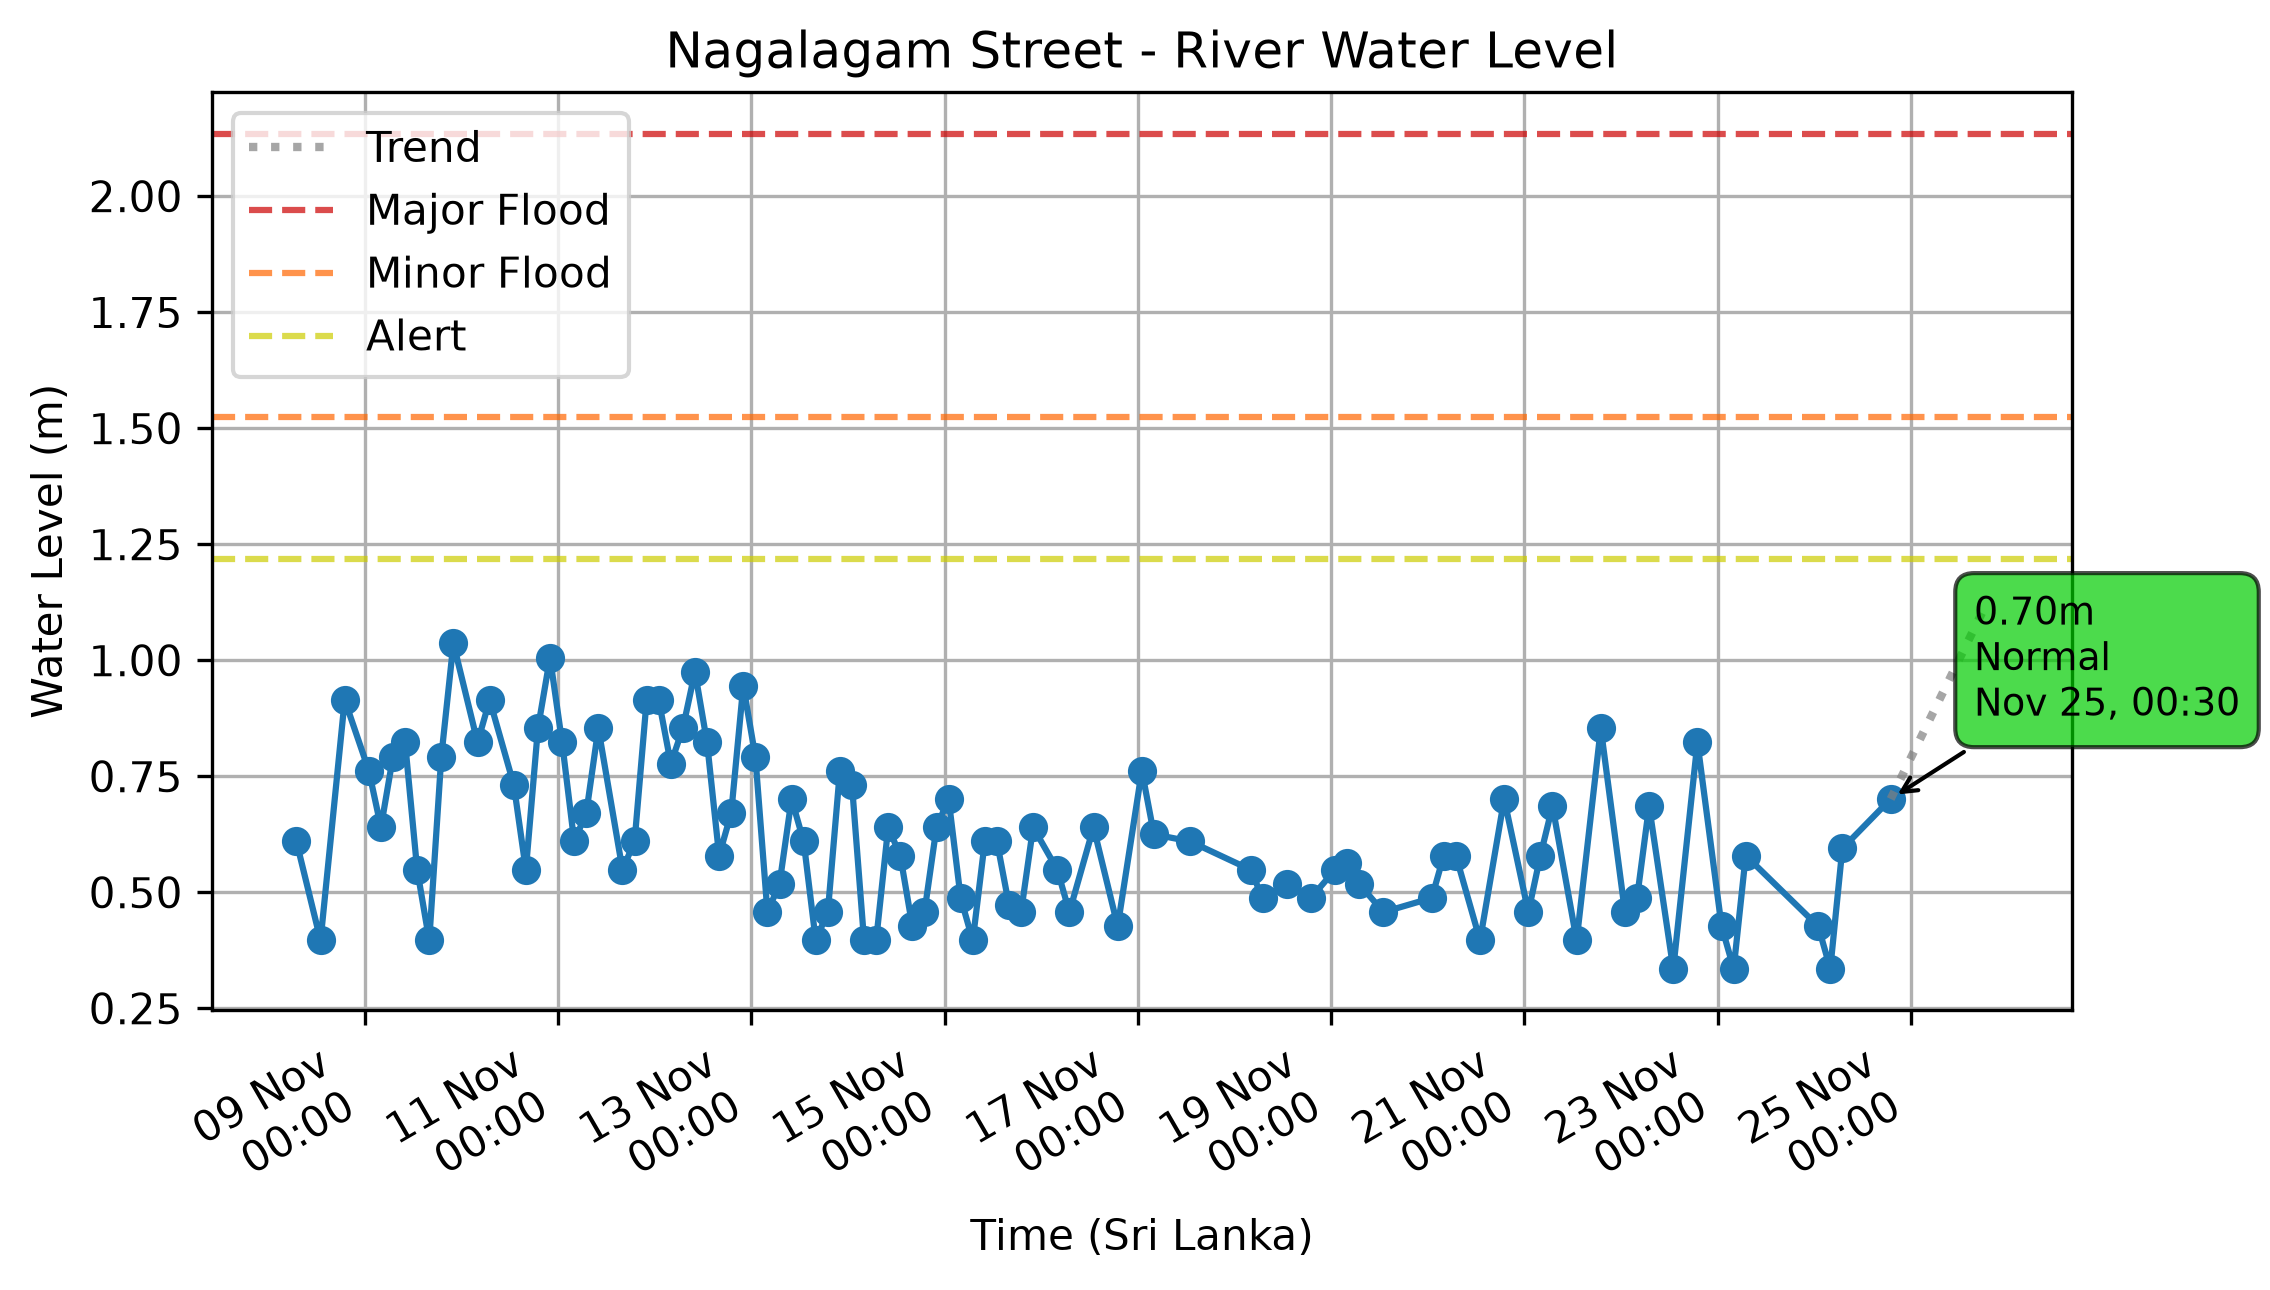 Nagalagam Street - River Water Level
Trend
Major Flood
Minor Flood
Alert
2.00
1.75
1.50
1.25
1.00
0.75
0.50
0.25
Water Level (m)
0.70m
Normal
Nov 25, 00:30
09 Nov
00:00
11 Nov
00:00
13 Nov
00:00
15 Nov
00:00
17 Nov
00:00
19 Nov
00:00
21 Nov
00:00
23 Nov
00:00
25 Nov
00:00
Time (Sri Lanka)